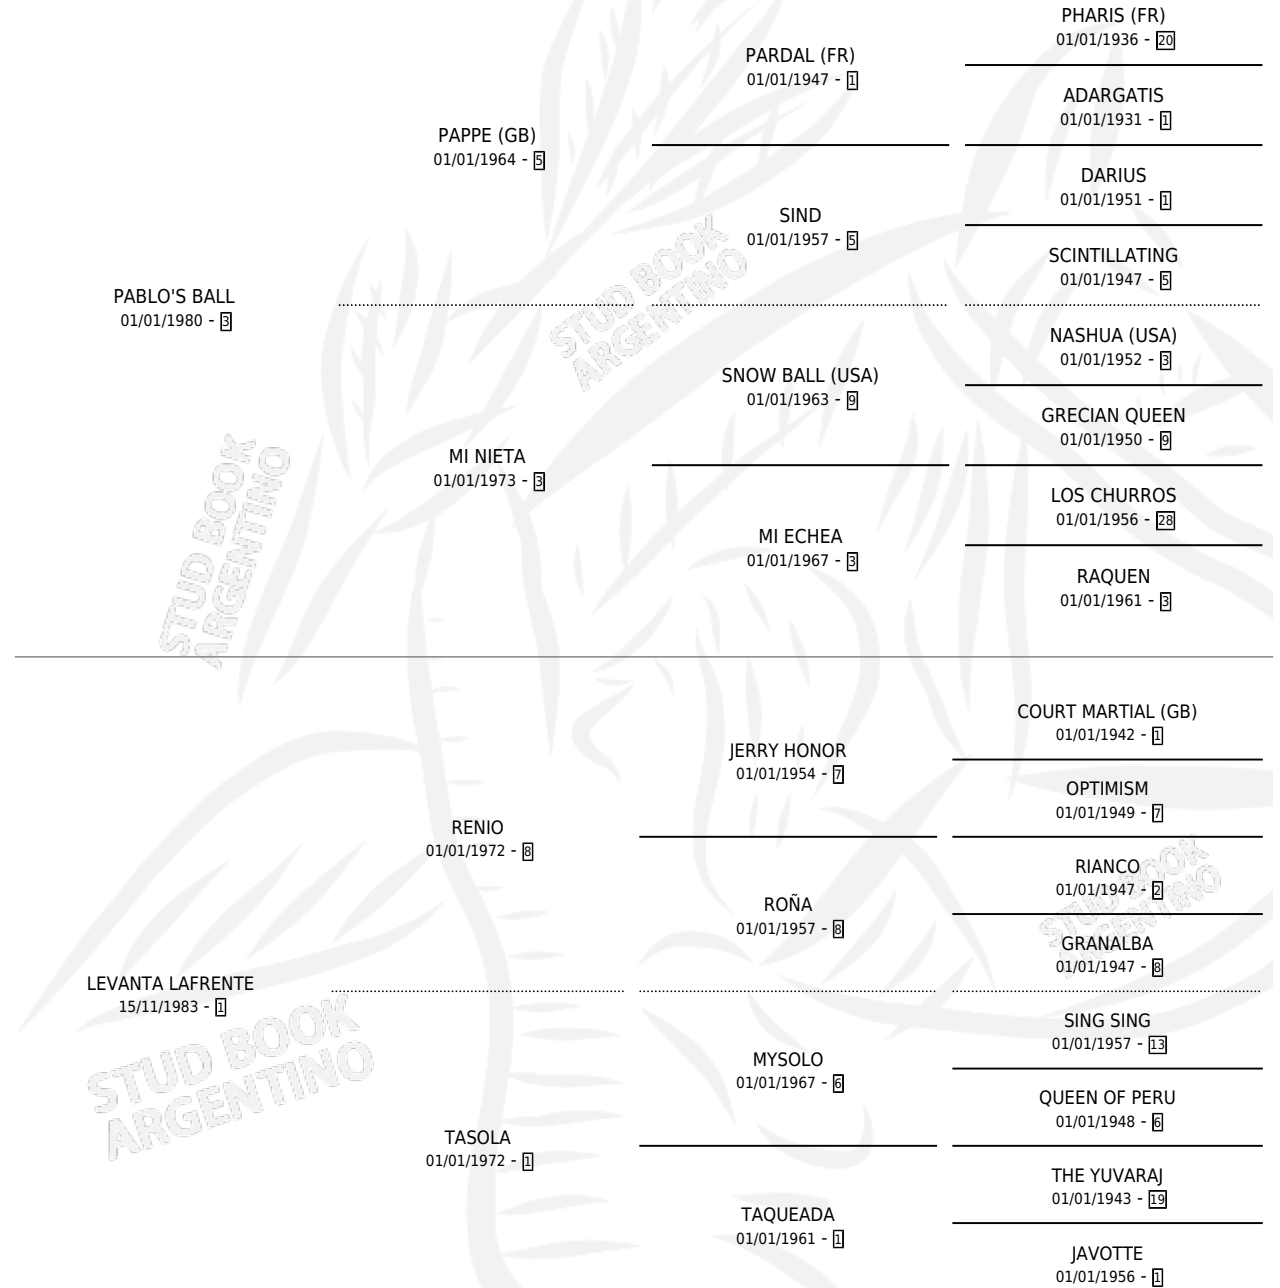 PHARIS (FR)
01/01/1936 - 20
PARDAL (FR)
01/01/1947 - 1
ADARGATIS
01/01/1931 - 1
PAPPE (GB)
01/01/1964 - 5
DARIUS
01/01/1951 - 1
SIND
01/01/1957 - 5
SCINTILLATING
01/01/1947 - 5
PABLO'S BALL
01/01/1980 - 3
NASHUA (USA)
01/01/1952 - 3
SNOW BALL (USA)
01/01/1963 - 9
GRECIAN QUEEN
01/01/1950 - 9
MI NIETA
01/01/1973 - 3
LOS CHURROS
01/01/1956 - 28
MI ECHEA
01/01/1967 - 3
RAQUEN
01/01/1961 - 3
COURT MARTIAL (GB)
01/01/1942 - 1
JERRY HONOR
01/01/1954 - 7
OPTIMISM
01/01/1949 - 7
RENIO
01/01/1972 - 8
RIANCO
01/01/1947 - 2
ROÑA
01/01/1957 - 8
GRANALBA
01/01/1947 - 8
LEVANTA LAFRENTE
15/11/1983 - 1
SING SING
01/01/1957 - 13
MYSOLO
01/01/1967 - 6
QUEEN OF PERU
01/01/1948 - 6
TASOLA
01/01/1972 - 1
THE YUVARAJ
01/01/1943 - 19
TAQUEADA
01/01/1961 - 1
JAVOTTE
01/01/1956 - 1
STUD BOOK
ARGENTINO
STUD BOOK
ARGENTINO
STUD BOOK
ARGENTINO
STUD BOOK
ARGENTINO